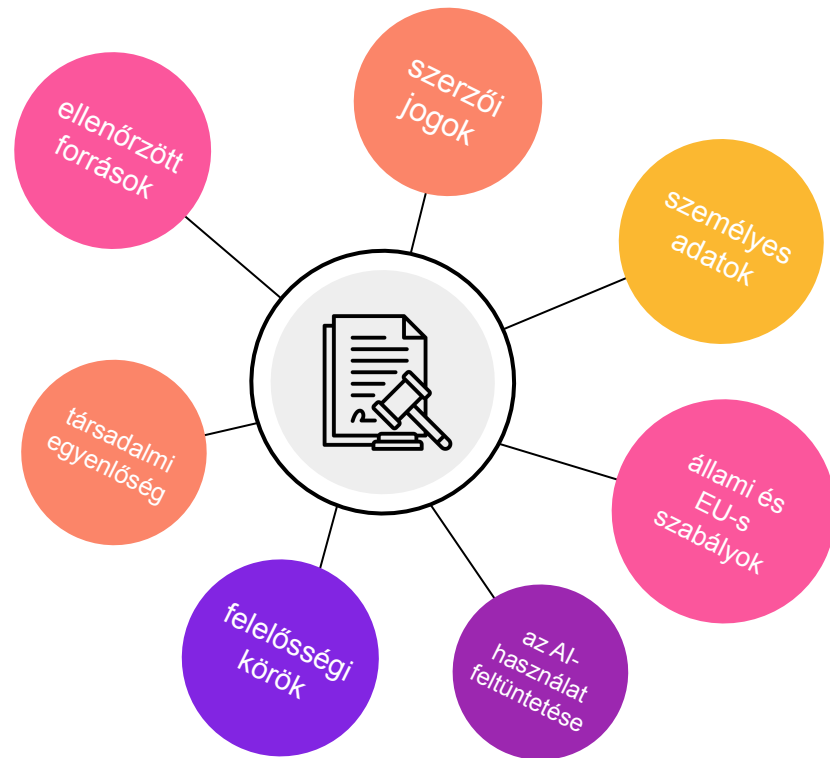 szerzői
jogok
ellenőrzött
források
személyes
adatok
társadalmi
egyenlőség
állami és
EU-s
szabályok
felelősségi
körök
az AI-
használat
feltüntetése